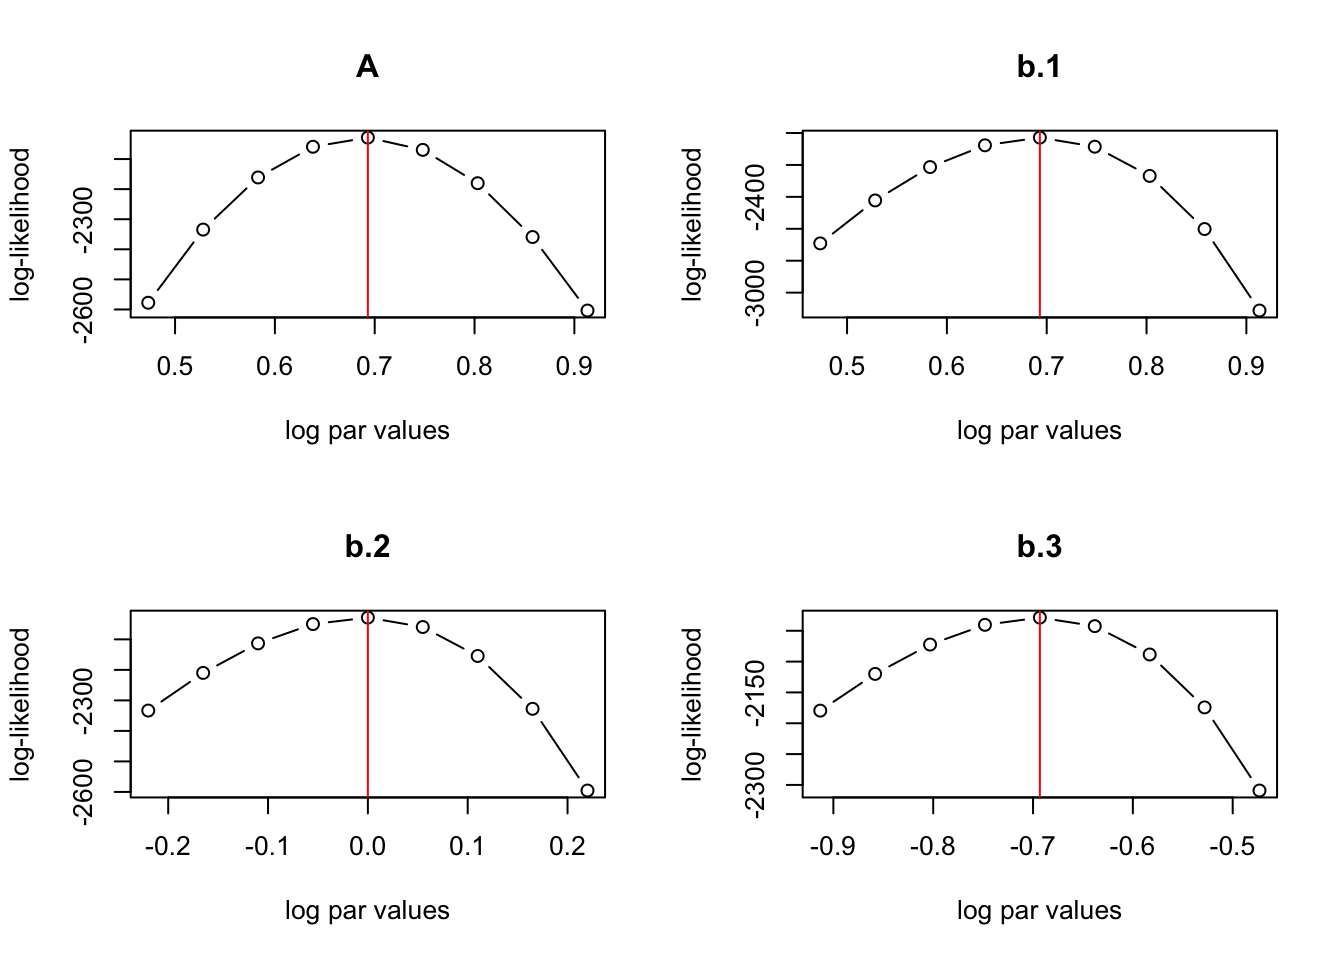 A
log-likelihood
-2300
-2600
0.5 0.6 0.7 0.8 0.9
log par values
b.1
log-likelihood
-2400
-3000
0.5 0.6 0.7 0.8 0.9
log par values
b.2
log-likelihood
-2300
-2600
-0.2 -0.1 0.0 0.1 0.2
log par values
b.3
log-likelihood
-2150
-2300
-0.9 -0.8 -0.7 -0.6 -0.5
log par values